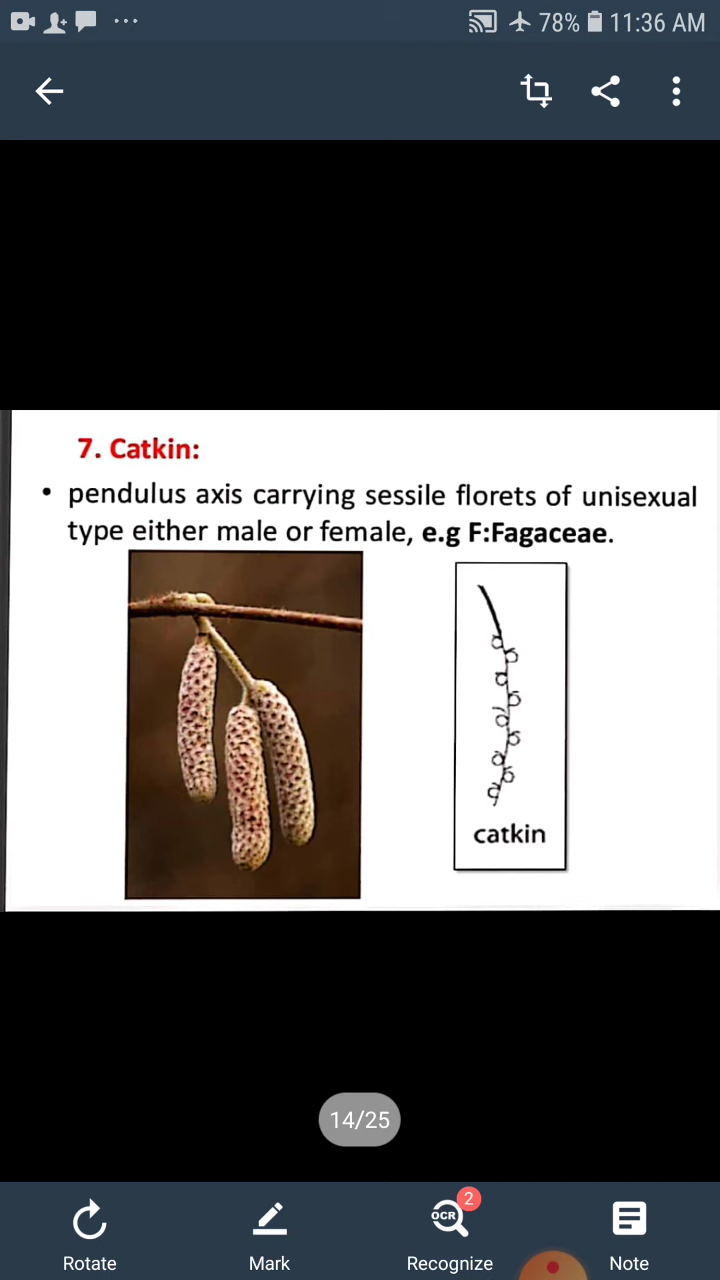 78% 11:36 AM
7. Catkin:
• pendulus axis carrying sessile florets of unisexual
type either male or female, e.g F:Fagaceae.
catkin
14/25
OCR
2
Rotate
Mark
Recognize
Note